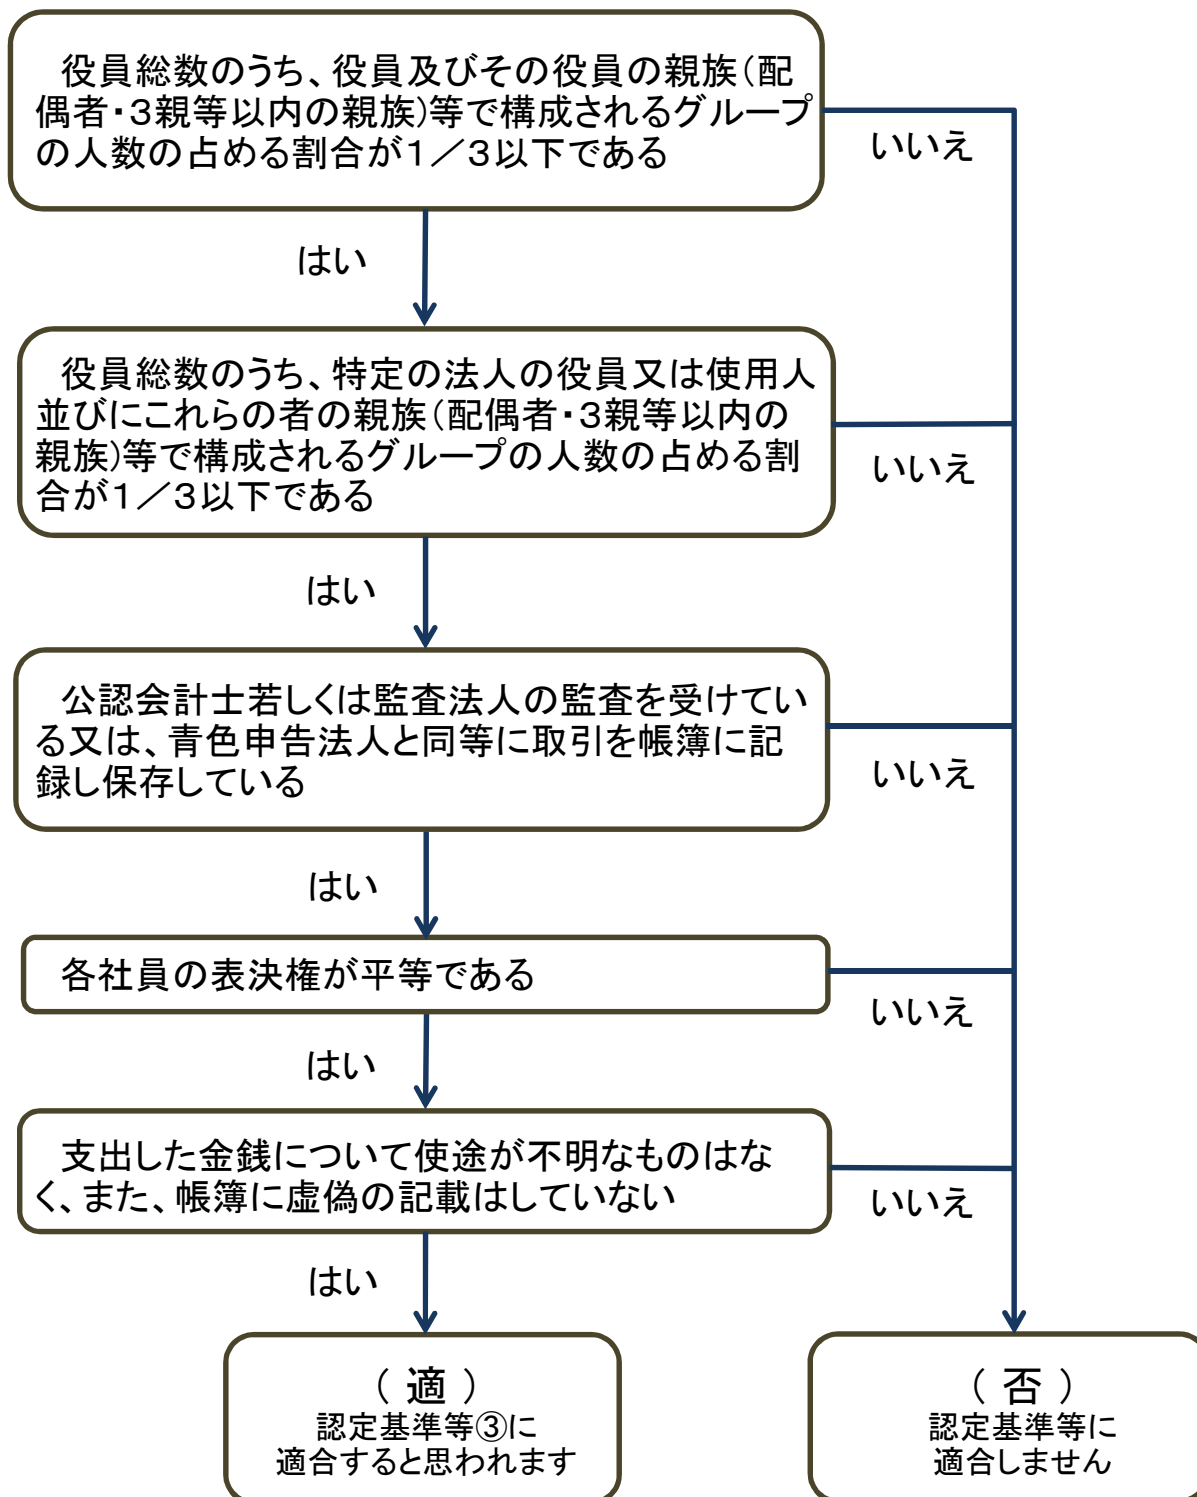 役員総数のうち、役員及びその役員の親族（配
偶者・３親等以内の親族）等で構成されるグループ
の人数の占める割合が１／３以下である
いいえ
はい
役員総数のうち、特定の法人の役員又は使用人
並びにこれらの者の親族（配偶者・３親等以内の
親族）等で構成されるグループの人数の占める割
合が１／３以下である
いいえ
はい
公認会計士若しくは監査法人の監査を受けてい
る又は、青色申告法人と同等に取引を帳簿に記
録し保存している
いいえ
はい
各社員の表決権が平等である
いいえ
はい
支出した金銭について使途が不明なものはな
く、また、帳簿に虚偽の記載はしていない
いいえ
はい
（ 適 ）
認定基準等③に
適合すると思われます
（ 否 ）
認定基準等に
適合しません